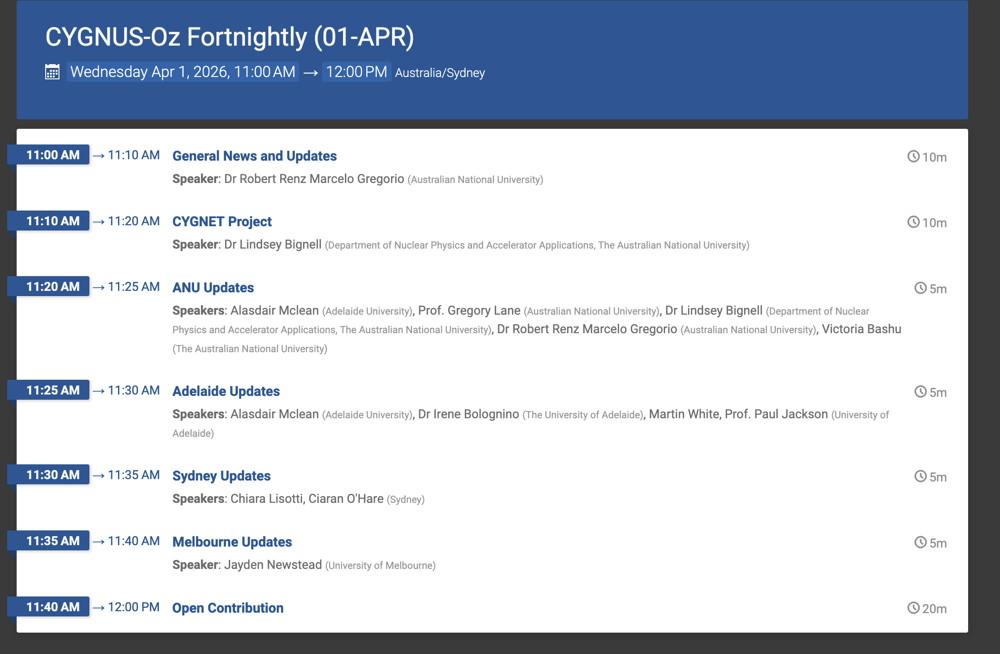 CYGNUS-Oz Fortnightly (01-APR)
Wednesday Apr 1, 2026, 11:00 AM → 12:00 PM Australia/Sydney
11:00 AM → 11:10 AM General News and Updates 10m
Speaker: Dr Robert Renz Marcelo Gregorio (Australian National University)
11:10 AM → 11:20 AM CYGNET Project 10m
Speaker: Dr Lindsey Bignell (Department of Nuclear Physics and Accelerator Applications, The Australian National University)
11:20 AM → 11:25 AM ANU Updates 5m
Speakers: Alasdair Mclean (Adelaide University), Prof. Gregory Lane (Australian National University), Dr Lindsey Bignell (Department of Nuclear
Physics and Accelerator Applications, The Australian National University), Dr Robert Renz Marcelo Gregorio (Australian National University), Victoria Bashu
(The Australian National University)
11:25 AM → 11:30 AM Adelaide Updates 5m
Speakers: Alasdair Mclean (Adelaide University), Dr Irene Bolognino (The University of Adelaide), Martin White, Prof. Paul Jackson (University of
Adelaide)
11:30 AM → 11:35 AM Sydney Updates 5m
Speakers: Chiara Lisotti, Ciaran O'Hare (Sydney)
11:35 AM → 11:40 AM Melbourne Updates 5m
Speaker: Jayden Newstead (University of Melbourne)
11:40 AM → 12:00 PM Open Contribution 20m